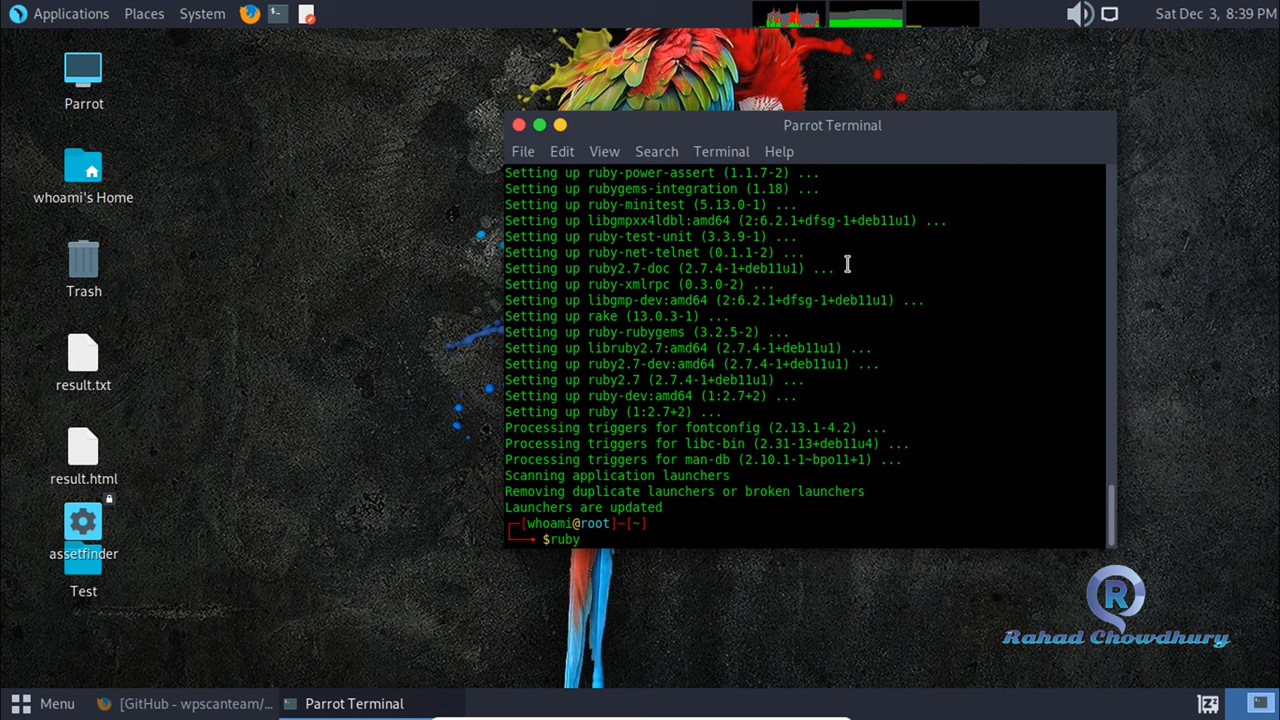 Applications Places System
Sat Dec 3, 8:39 PM
Parrot
whoami's Home
Trash
result.txt
result.html
assetfinder
Test
Parrot Terminal
File Edit View Search Terminal Help
Setting up ruby-power-assert (1.1.7-2) ...
Setting up rubygems-integration (1.18) ...
Setting up ruby-minitest (5.13.0-1) ...
Setting up libgmpxx4ldbl:amd64 (2:6.2.1+dfsg-1+deb11u1) ...
Setting up ruby-test-unit (3.3.9-1) ...
Setting up ruby-net-telnet (0.1.1-2) ...
Setting up ruby2.7-doc (2.7.4-1+deb11u1) ...
Setting up ruby-xmlrpc (0.3.0-2) ...
Setting up libgmp-dev:amd64 (2:6.2.1+dfsg-1+deb11u1) ...
Setting up rake (13.0.3-1) ...
Setting up ruby-rubygems (3.2.5-2) ...
Setting up libruby2.7:amd64 (2.7.4-1+deb11u1) ...
Setting up ruby2.7-dev:amd64 (2.7.4-1+deb11u1) ...
Setting up ruby2.7 (2.7.4-1+deb11u1) ...
Setting up ruby-dev:amd64 (1:2.7+2) ...
Setting up ruby (1:2.7+2) ...
Processing triggers for fontconfig (2.13.1-4.2) ...
Processing triggers for libc-bin (2.31-13+deb11u4) ...
Processing triggers for man-db (2.10.1-1~bpo11+1) ...
Scanning application launchers
Removing duplicate launchers or broken launchers
Launchers are updated
┌─[whoami@root]─[~]
└──╼ $ruby
R
Rahad Chowdhury
Menu [GitHub - wpscanteam/... Parrot Terminal